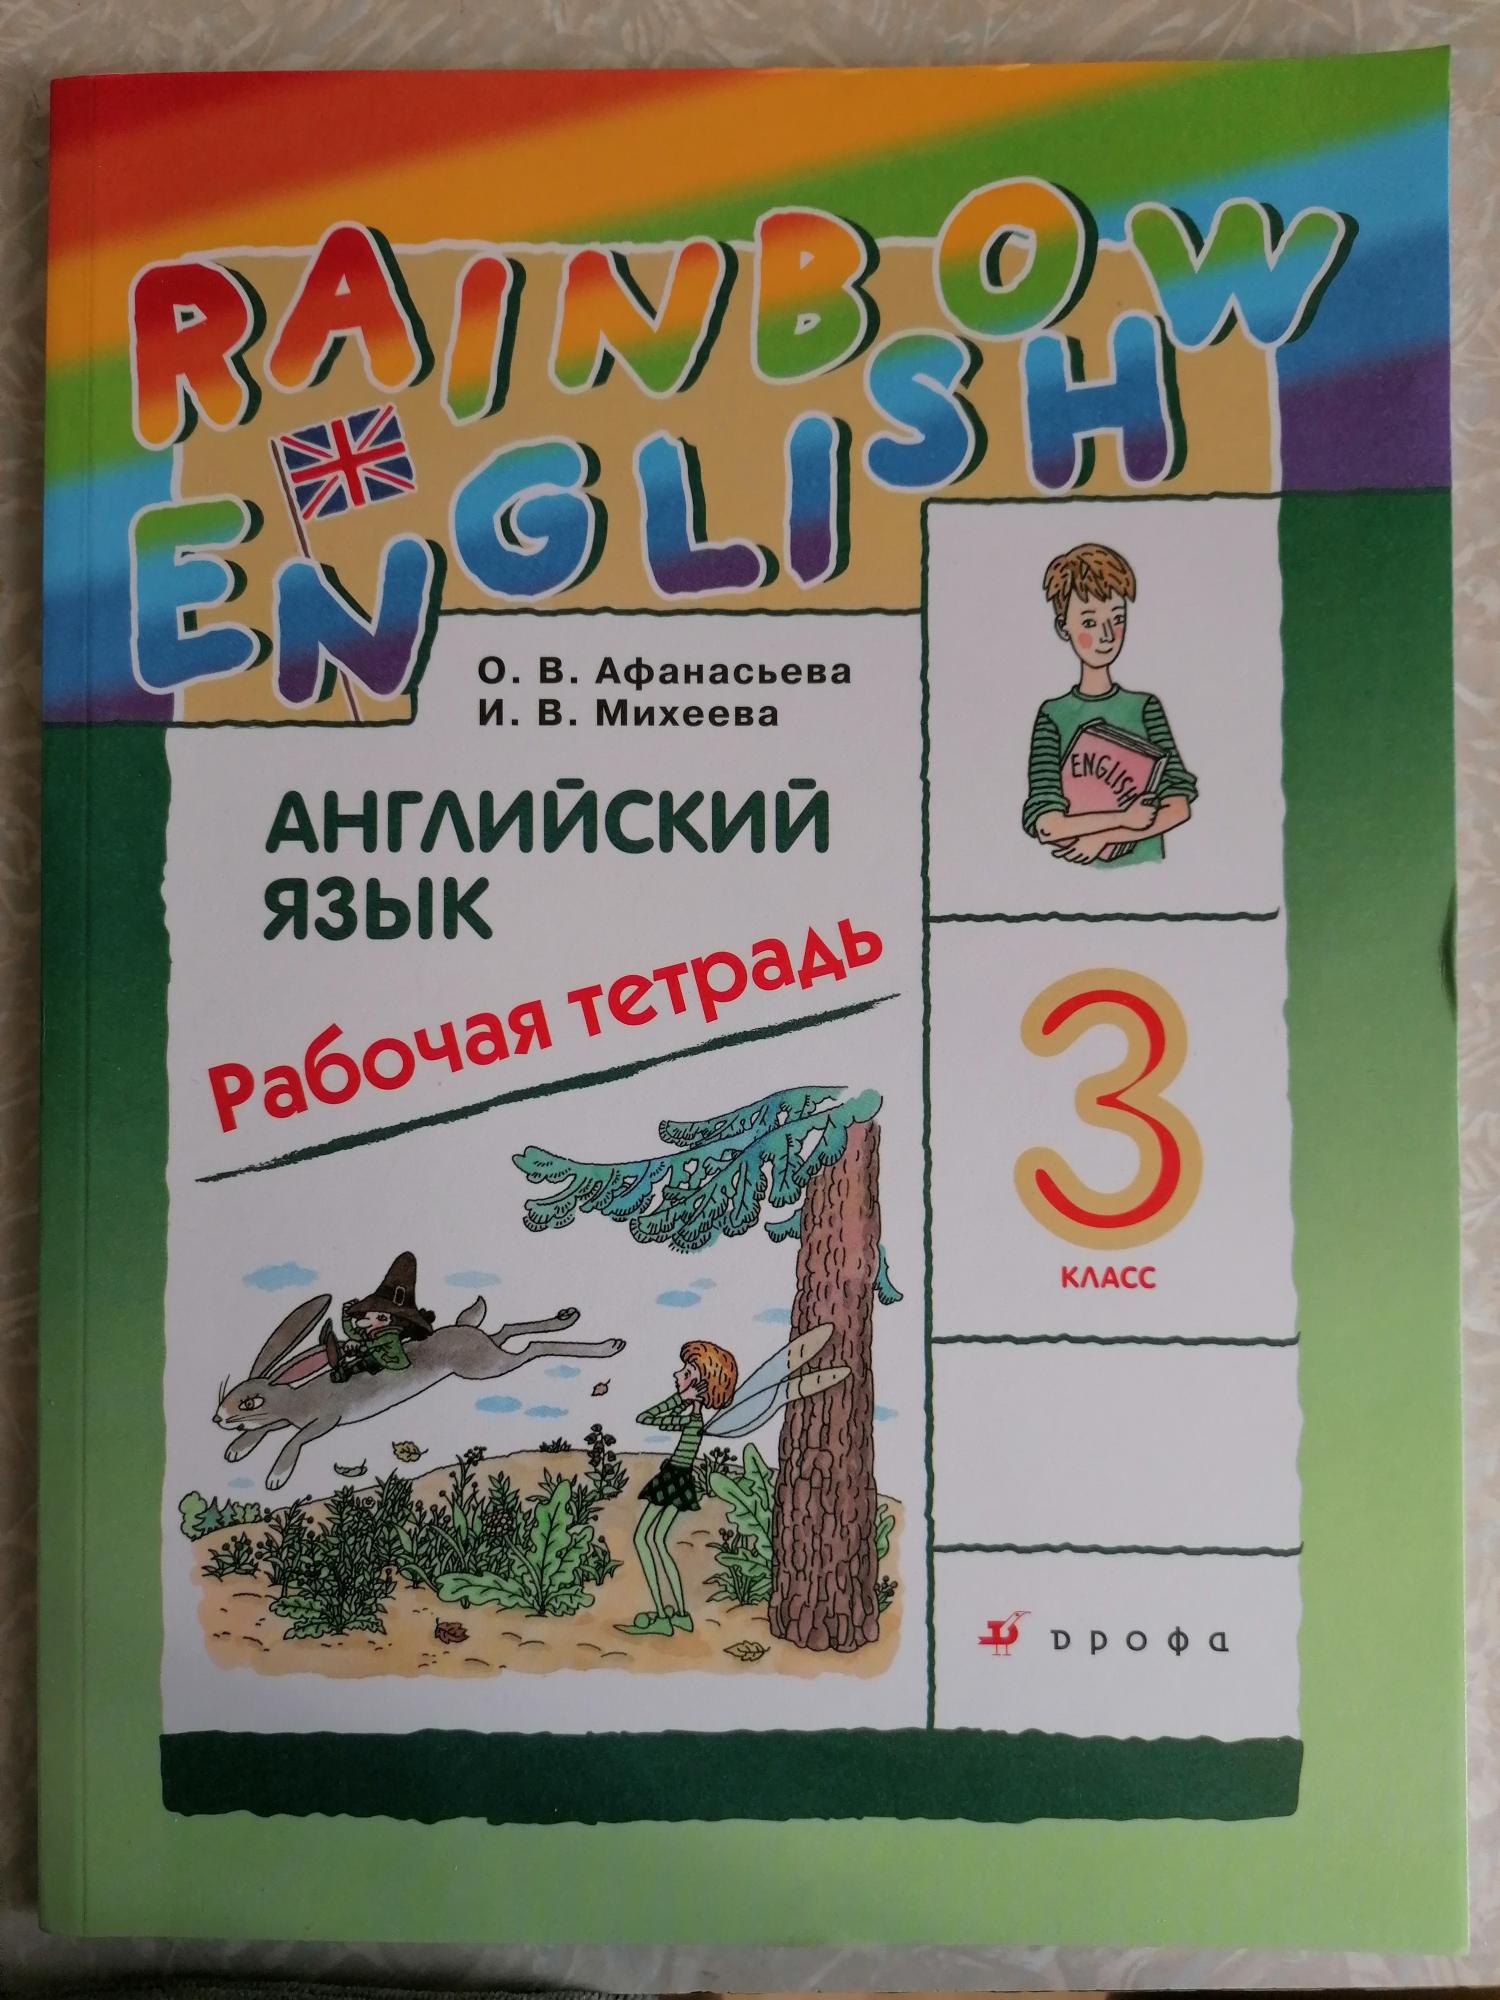 RAINBOW
ENGLISH
О. В. Афанасьева
И. В. Михеева
АНГЛИЙСКИЙ
ЯЗЫК
Рабочая тетрадь
ENGLISH
3
КЛАСС
дрофа